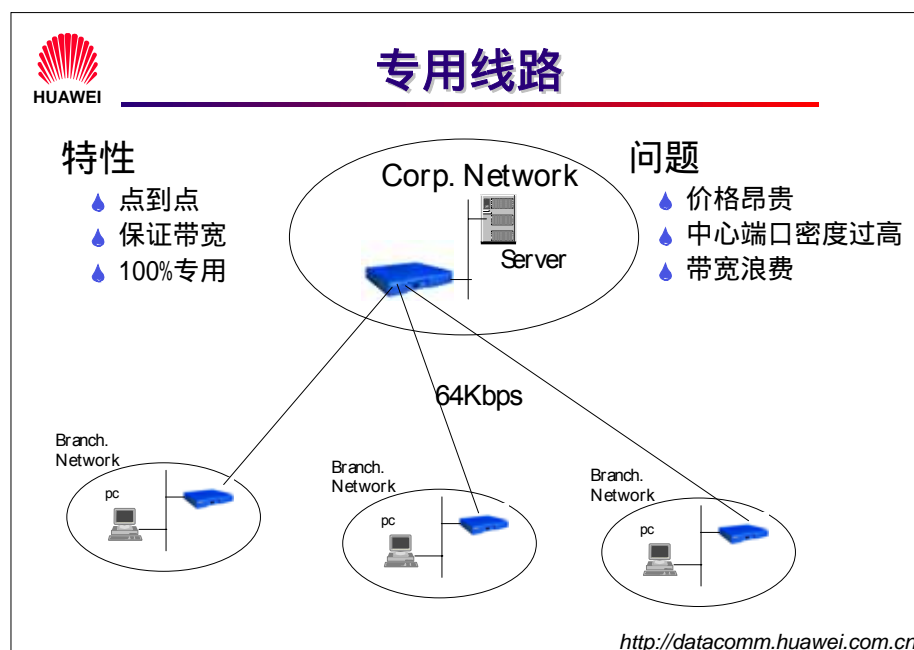 HUAWEI
专用线路
特性
点到点
保证带宽
100%专用
问题
价格昂贵
中心端口密度过高
带宽浪费
Corp. Network
Server
64Kbps
Branch.
Network
pc
Branch.
Network
pc
Branch.
Network
pc
http://datacomm.huawei.com.cn